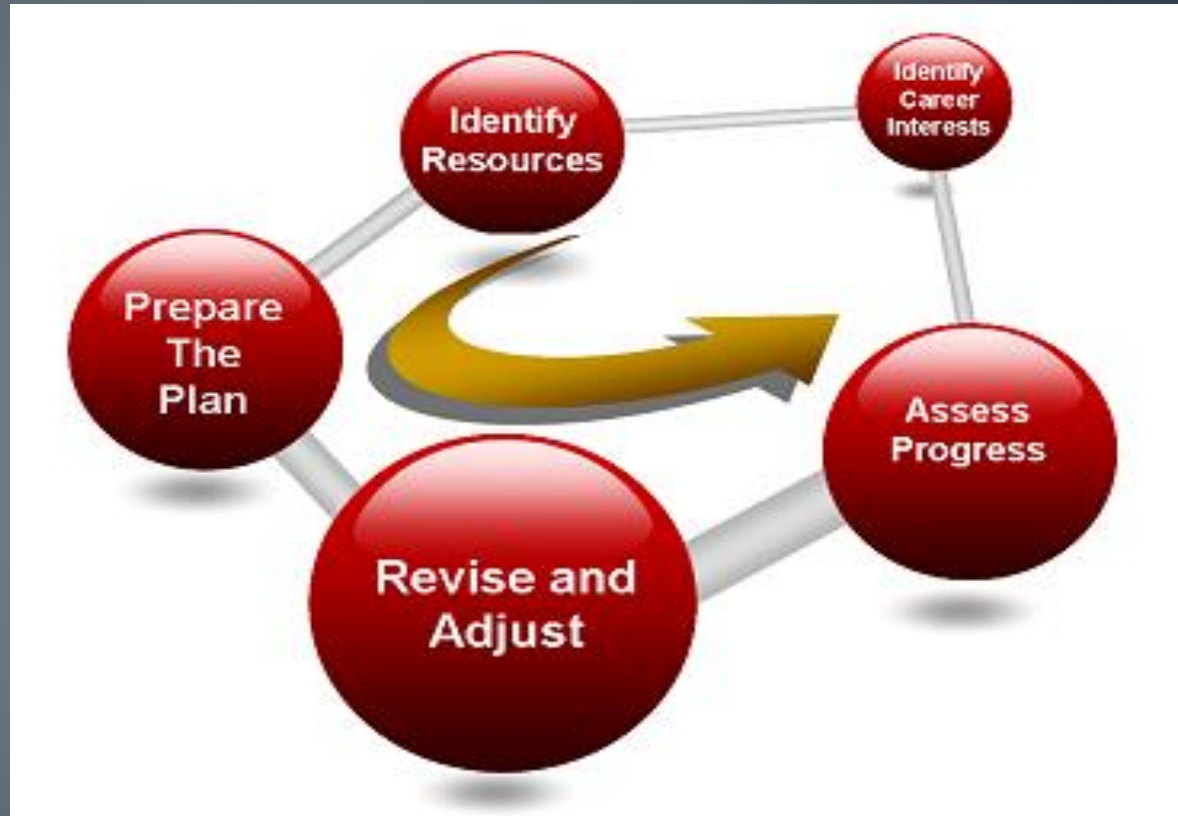 Identify
Resources
Identify
Career
Interests
Prepare
The
Plan
Assess
Progress
Revise and
Adjust